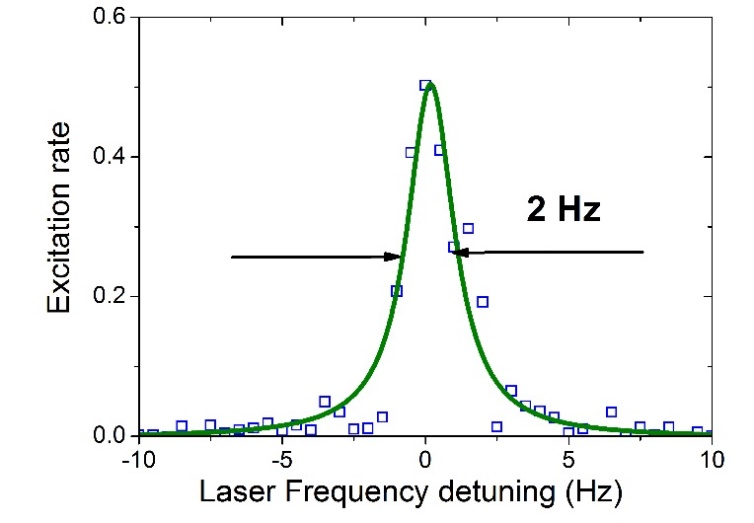 0.6
0.4
0.2
0.0
Excitation rate
2 Hz
-10 -5 0 5 10
Laser Frequency detuning (Hz)